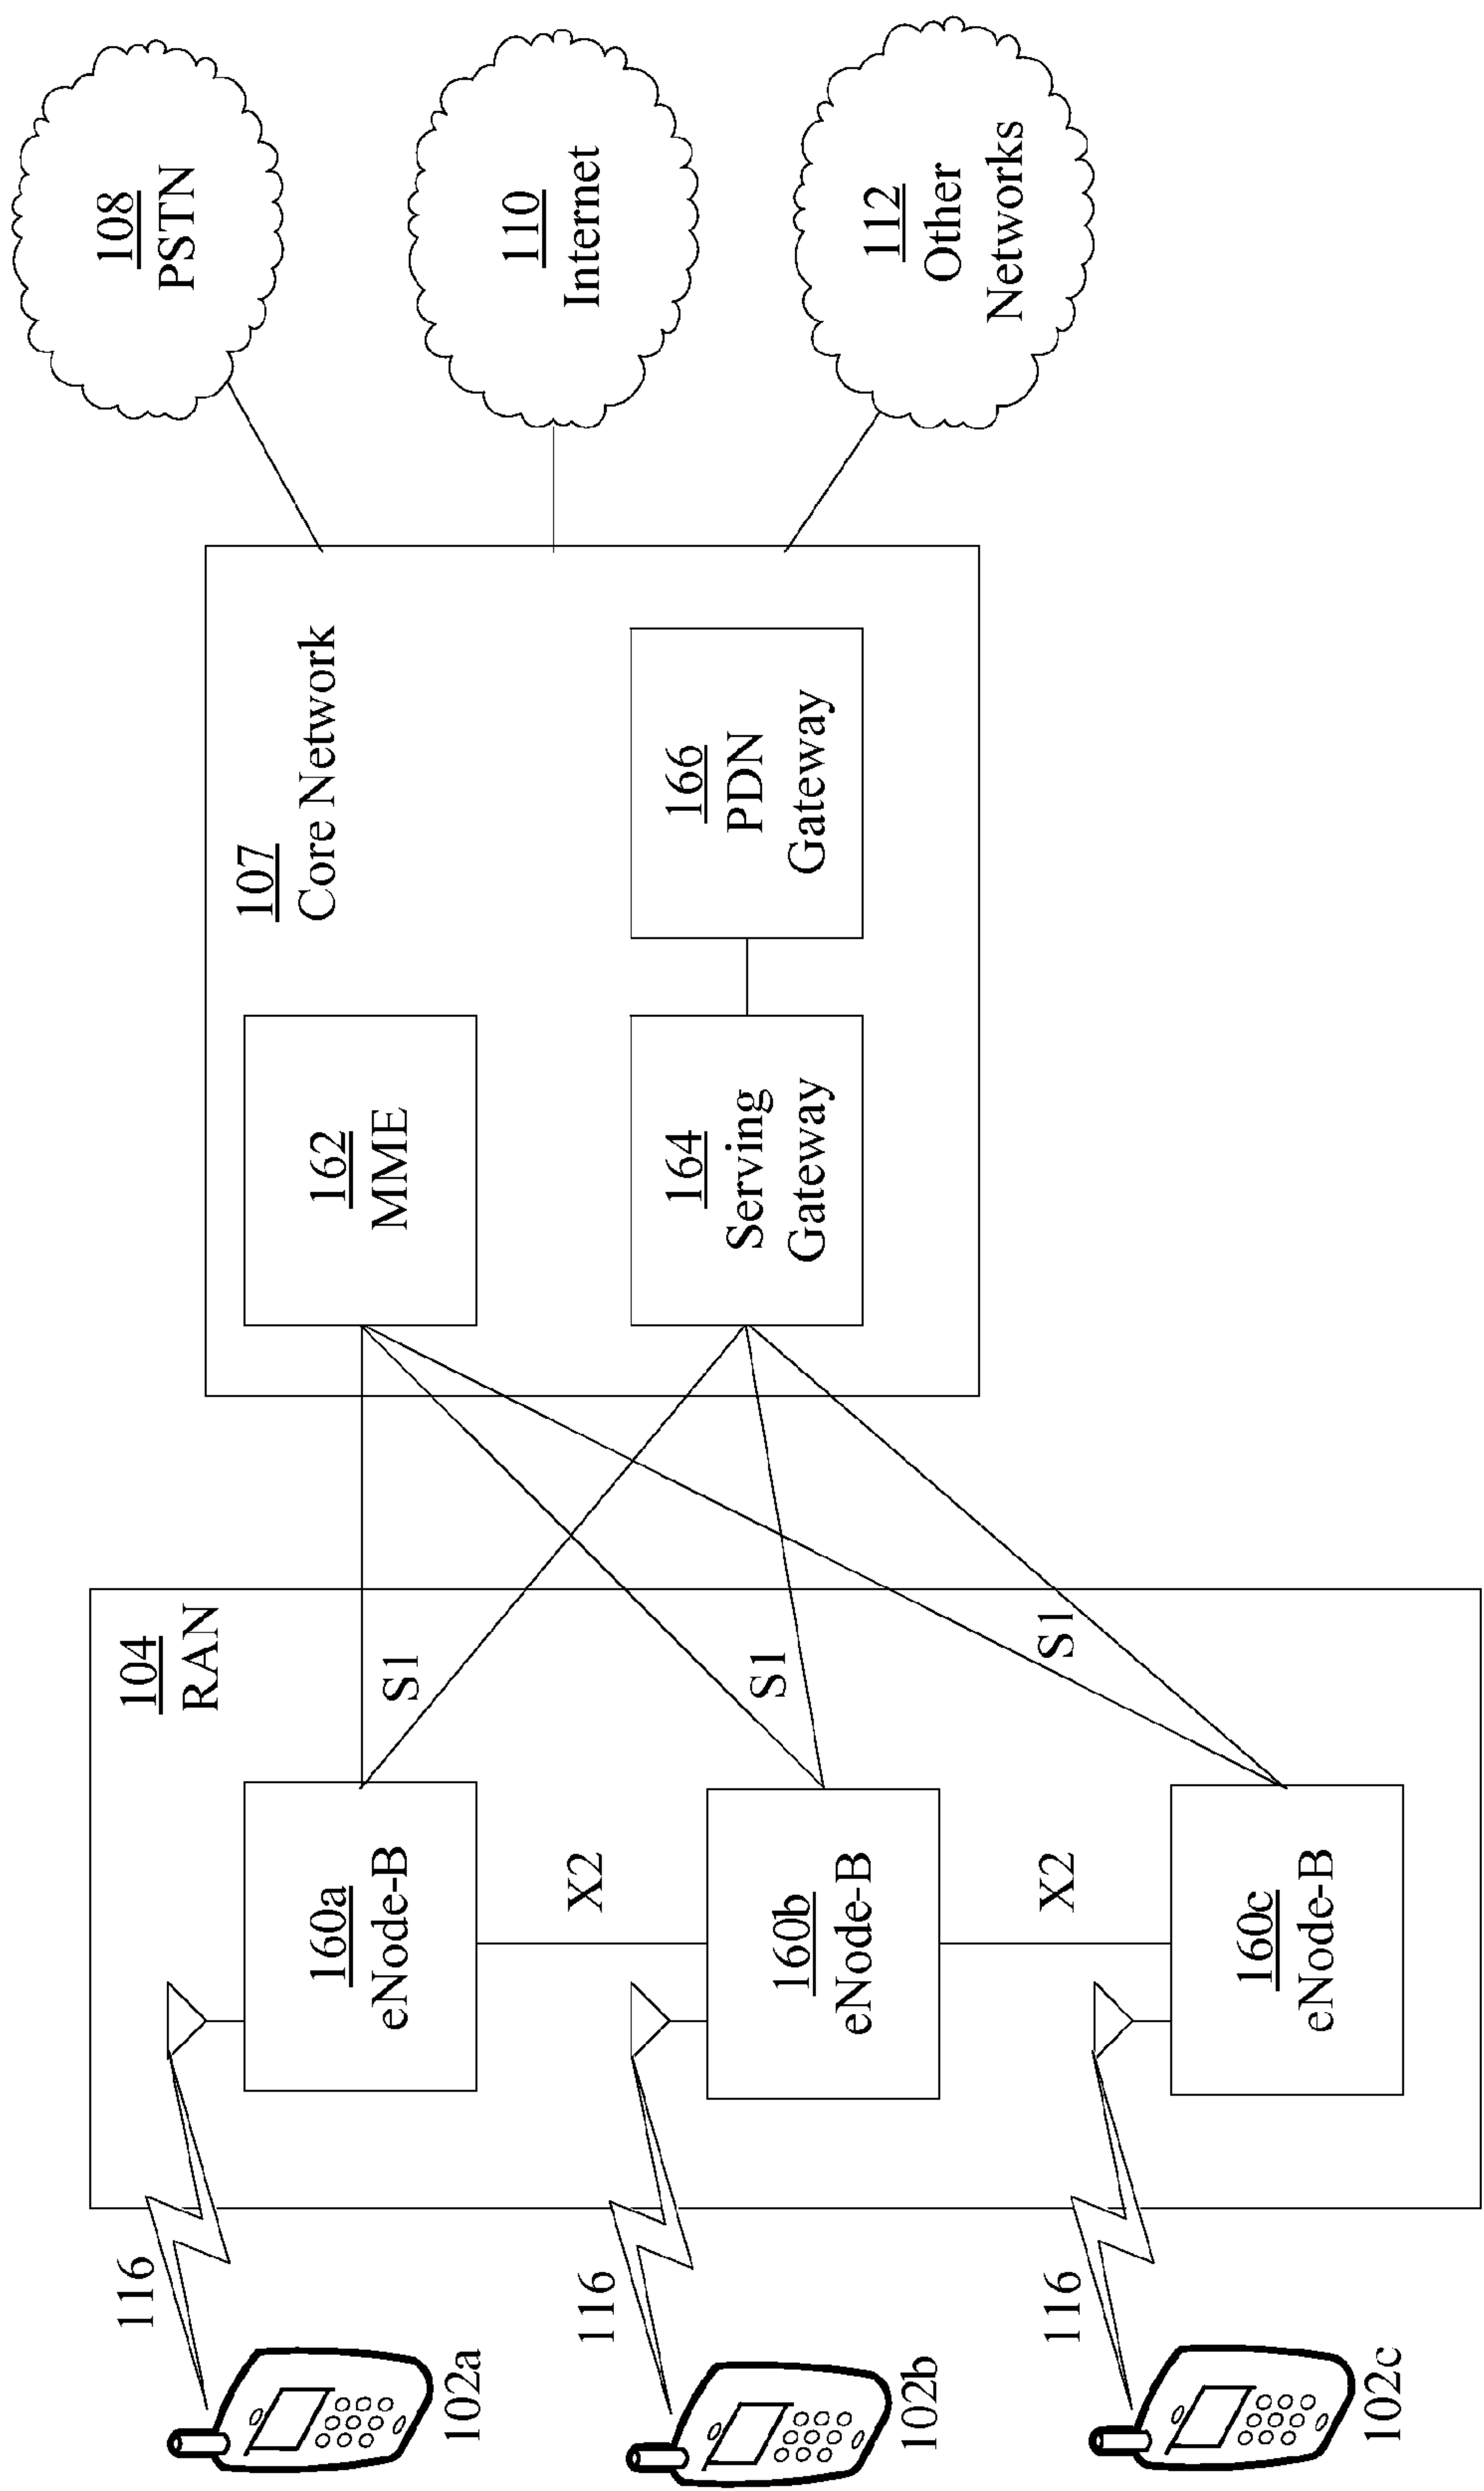 116
102a
104
RAN
160a
eNode-B
S1
X2
116
102b
160b
eNode-B
S1
X2
116
102c
160c
eNode-B
S1
107
Core Network
162
MME
164
Serving
Gateway
166
PDN
Gateway
108
PSTN
110
Internet
112
Other
Networks